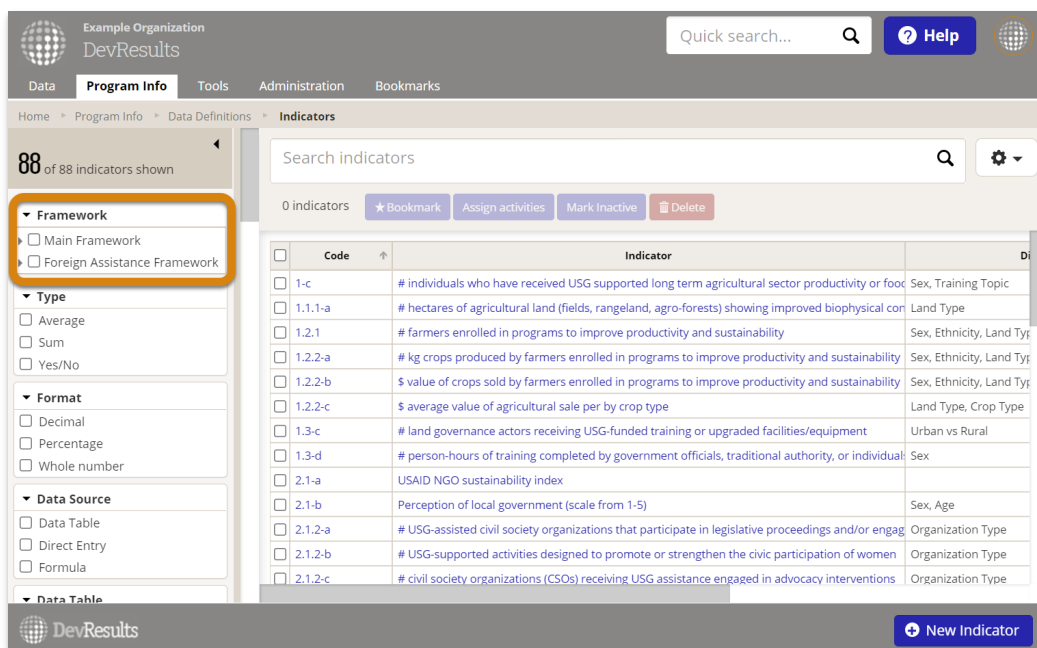 Example Organization
DevResults
Quick search...
Help
Data Program Info Tools Administration Bookmarks
Home Program Info Data Definitions Indicators
88 of 88 indicators shown
Search indicators
0 indicators Bookmark Assign activities Mark Inactive Delete
Framework
Main Framework
Foreign Assistance Framework
Type
Average
Sum
Yes/No
Format
Decimal
Percentage
Whole number
Data Source
Data Table
Direct Entry
Formula
Data Table
Code Indicator
1-c # individuals who have received USG supported long term agricultural sector productivity or food Sex, Training Topic
1.1.1-a # hectares of agricultural land (fields, rangeland, agro-forests) showing improved biophysical con Land Type
1.2.1 # farmers enrolled in programs to improve productivity and sustainability Sex, Ethnicity, Land Typ
1.2.2-a # kg crops produced by farmers enrolled in programs to improve productivity and sustainability Sex, Ethnicity, Land Typ
1.2.2-b $ value of crops sold by farmers enrolled in programs to improve productivity and sustainability Sex, Ethnicity, Land Typ
1.2.2-c $ average value of agricultural sale per by crop type Land Type, Crop Type
1.3-c # land governance actors receiving USG-funded training or upgraded facilities/equipment Urban vs Rural
1.3-d # person-hours of training completed by government officials, traditional authority, or individual Sex
2.1-a USAID NGO sustainability index
2.1-b Perception of local government (scale from 1-5) Sex, Age
2.1.2-a # USG-assisted civil society organizations that participate in legislative proceedings and/or engag Organization Type
2.1.2-b # USG-supported activities designed to promote or strengthen the civic participation of women Organization Type
2.1.2-c # civil society organizations (CSOs) receiving USG assistance engaged in advocacy interventions Organization Type
DevResults
New Indicator